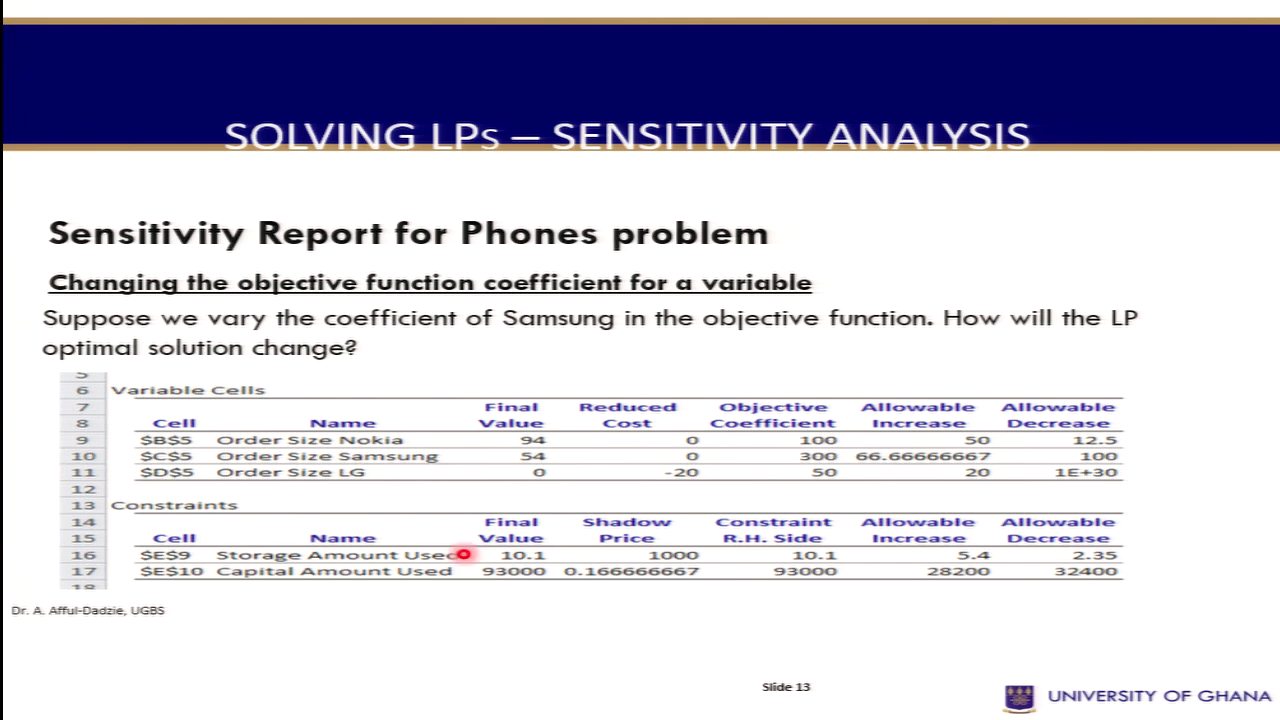 SOLVING LPs – SENSITIVITY ANALYSIS
Sensitivity Report for Phones problem
Changing the objective function coefficient for a variable
Suppose we vary the coefficient of Samsung in the objective function. How will the LP
optimal solution change?
5
6 Variable Cells
7 Final Reduced Objective Allowable Allowable
8 Cell Name Value Cost Coefficient Increase Decrease
9 $B$5 Order Size Nokia 94 0 100 50 12.5
10 $C$5 Order Size Samsung 54 0 300 66.66666667 100
11 $D$5 Order Size LG 0 -20 50 20 1E+30
12
13 Constraints
14 Final Shadow Constraint Allowable Allowable
15 Cell Name Value Price R.H. Side Increase Decrease
16 $E$9 Storage Amount Used 10.1 1000 10.1 5.4 2.35
17 $E$10 Capital Amount Used 93000 0.166666667 93000 28200 32400
18
Dr. A. Afful-Dadzie, UGBS
Slide 13
UNIVERSITY OF GHANA